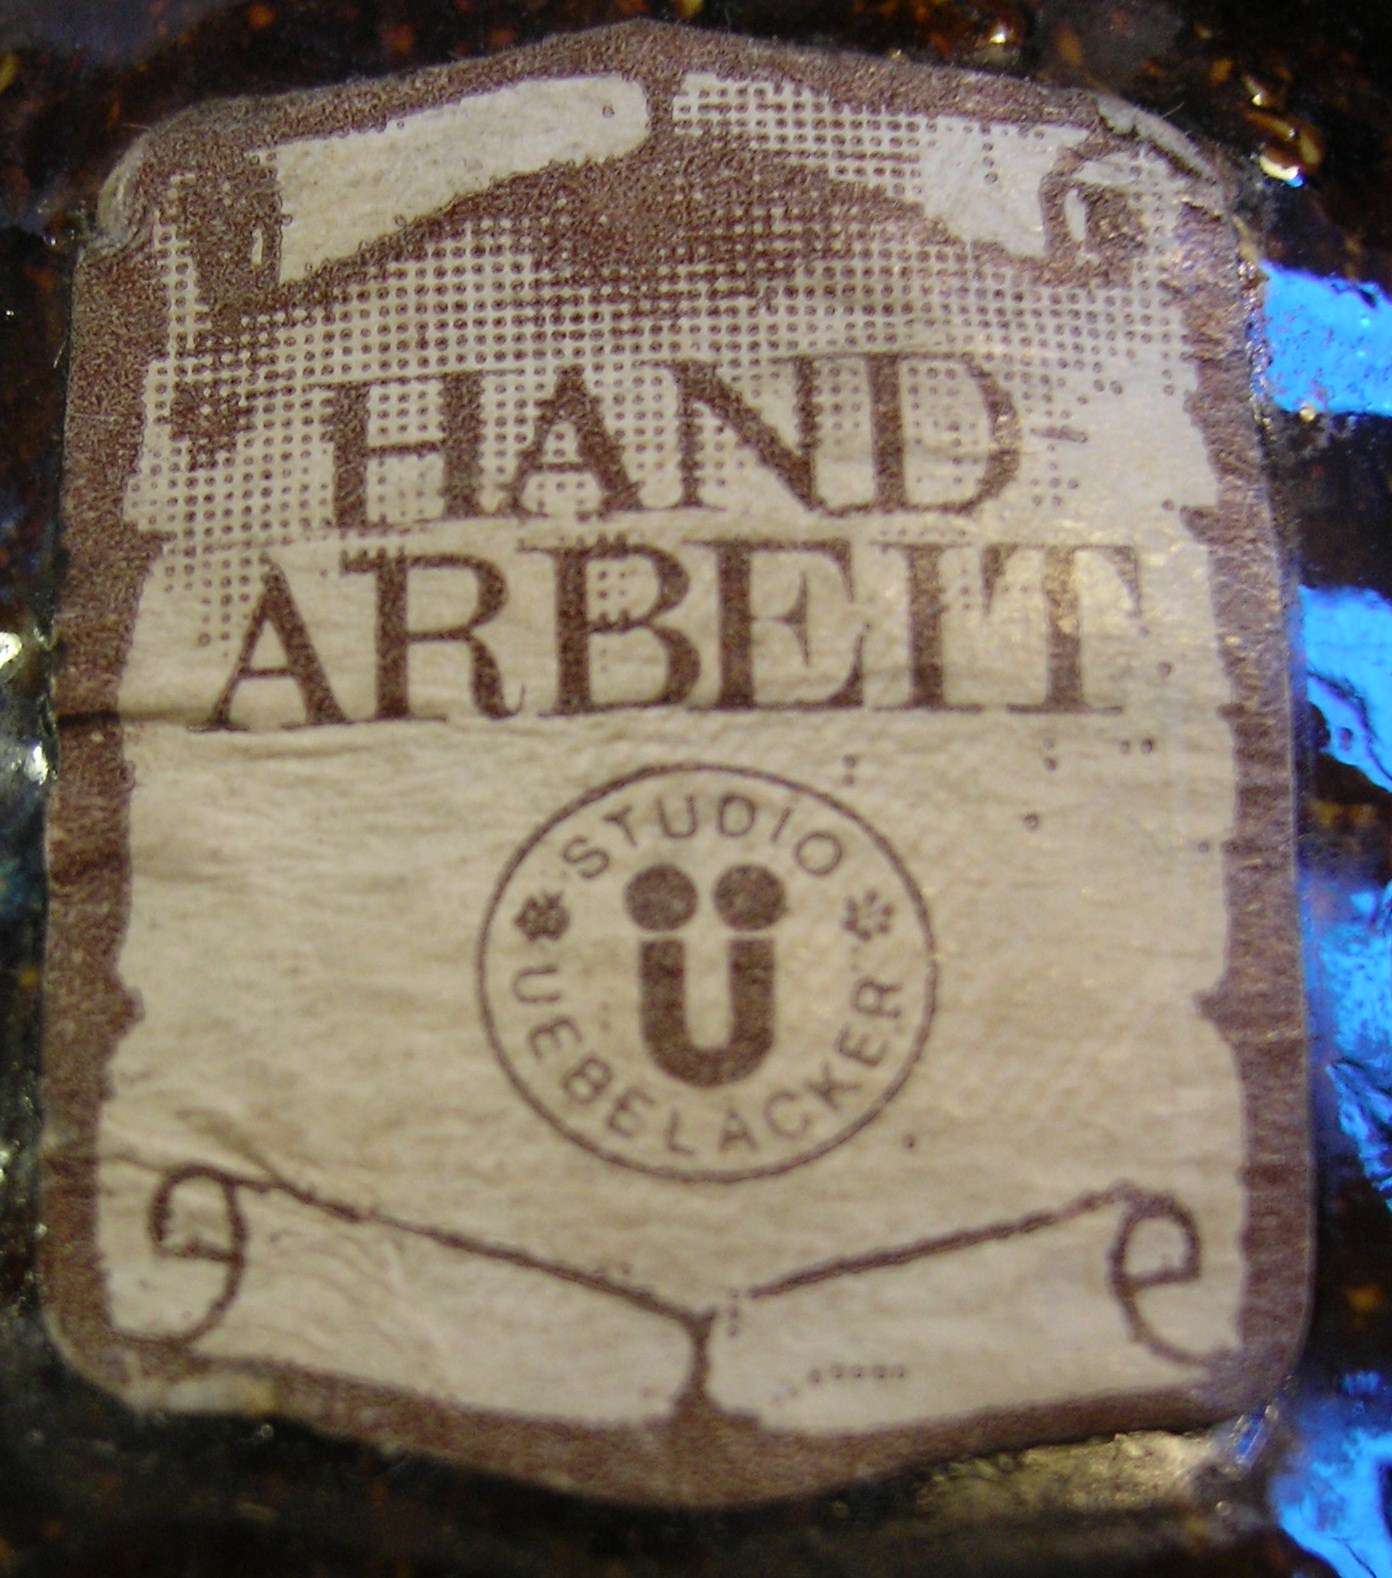 HAND
ARBEIT
STUDIO
Ü
UEBELACKER